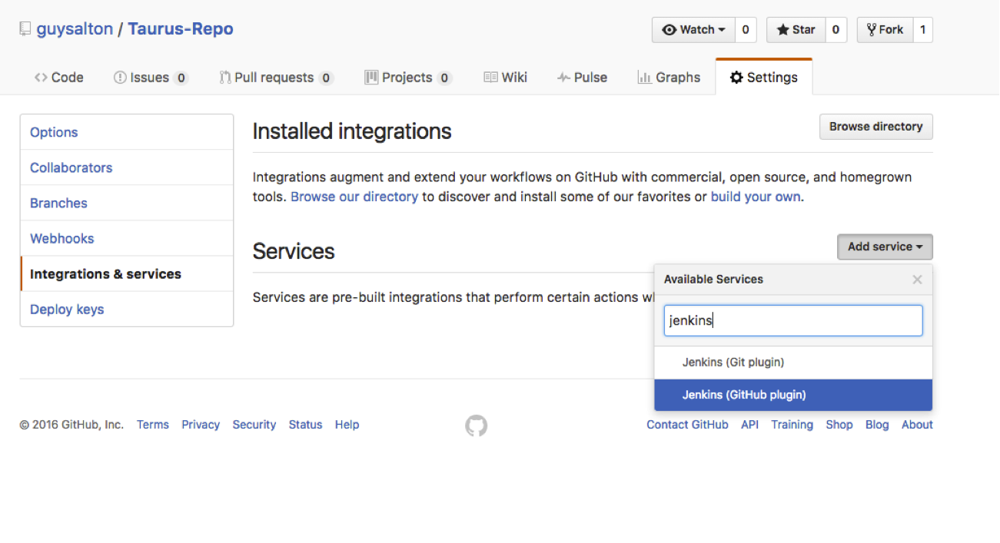 guysalton / Taurus-Repo
Watch 0 Star 0 Fork 1
Code Issues 0 Pull requests 0 Projects 0 Wiki Pulse Graphs Settings
Options
Collaborators
Branches
Webhooks
Integrations & services
Deploy keys
Installed integrations
Browse directory
Integrations augment and extend your workflows on GitHub with commercial, open source, and homegrown
tools. Browse our directory to discover and install some of our favorites or build your own.
Services
Add service
Services are pre-built integrations that perform certain actions
Available Services
jenkins
Jenkins (Git plugin)
Jenkins (GitHub plugin)
© 2016 GitHub, Inc. Terms Privacy Security Status Help
Contact GitHub API Training Shop Blog About